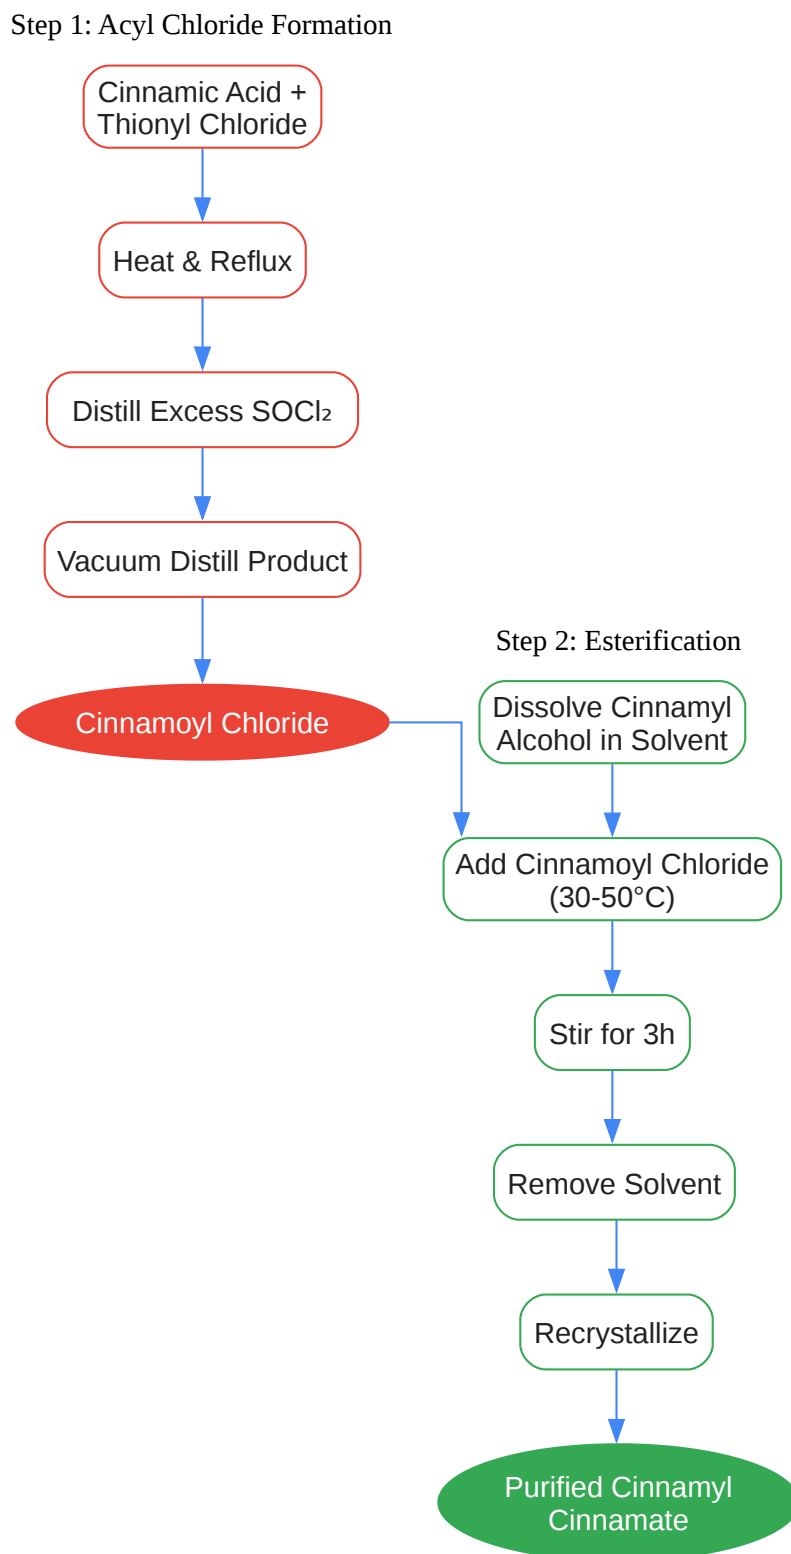 Step 1: Acyl Chloride Formation
Cinnamic Acid +
Thionyl Chloride
Heat & Reflux
Distill Excess SOCl₂
Vacuum Distill Product
Cinnamoyl Chloride
Step 2: Esterification
Dissolve Cinnamyl
Alcohol in Solvent
Add Cinnamoyl Chloride
(30-50°C)
Stir for 3h
Remove Solvent
Recrystallize
Purified Cinnamyl
Cinnamate